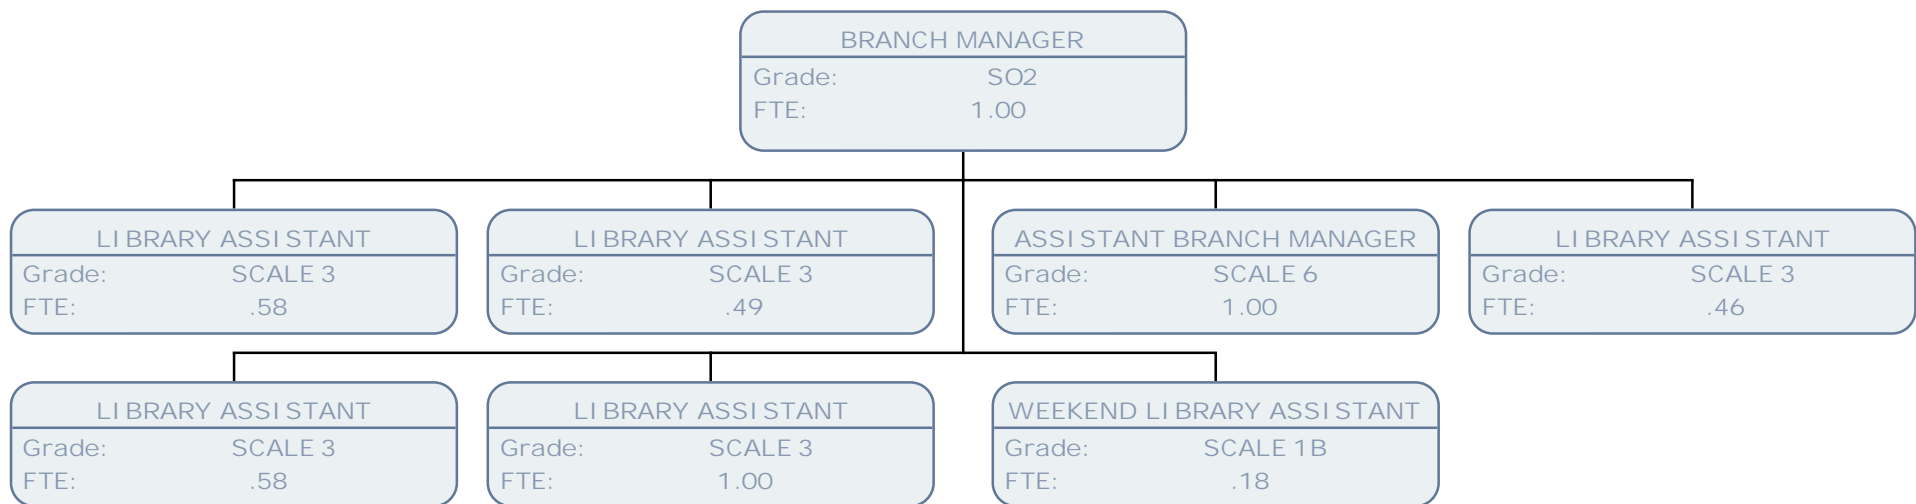 BRANCH MANAGER
Grade: SO2
FTE: 1.00
LIBRARY ASSISTANT
Grade: SCALE 3
FTE: .58
LIBRARY ASSISTANT
Grade: SCALE 3
FTE: .49
ASSISTANT BRANCH MANAGER
Grade: SCALE 6
FTE: 1.00
LIBRARY ASSISTANT
Grade: SCALE 3
FTE: .46
LIBRARY ASSISTANT
Grade: SCALE 3
FTE: .58
LIBRARY ASSISTANT
Grade: SCALE 3
FTE: 1.00
WEEKEND LIBRARY ASSISTANT
Grade: SCALE 1B
FTE: .18